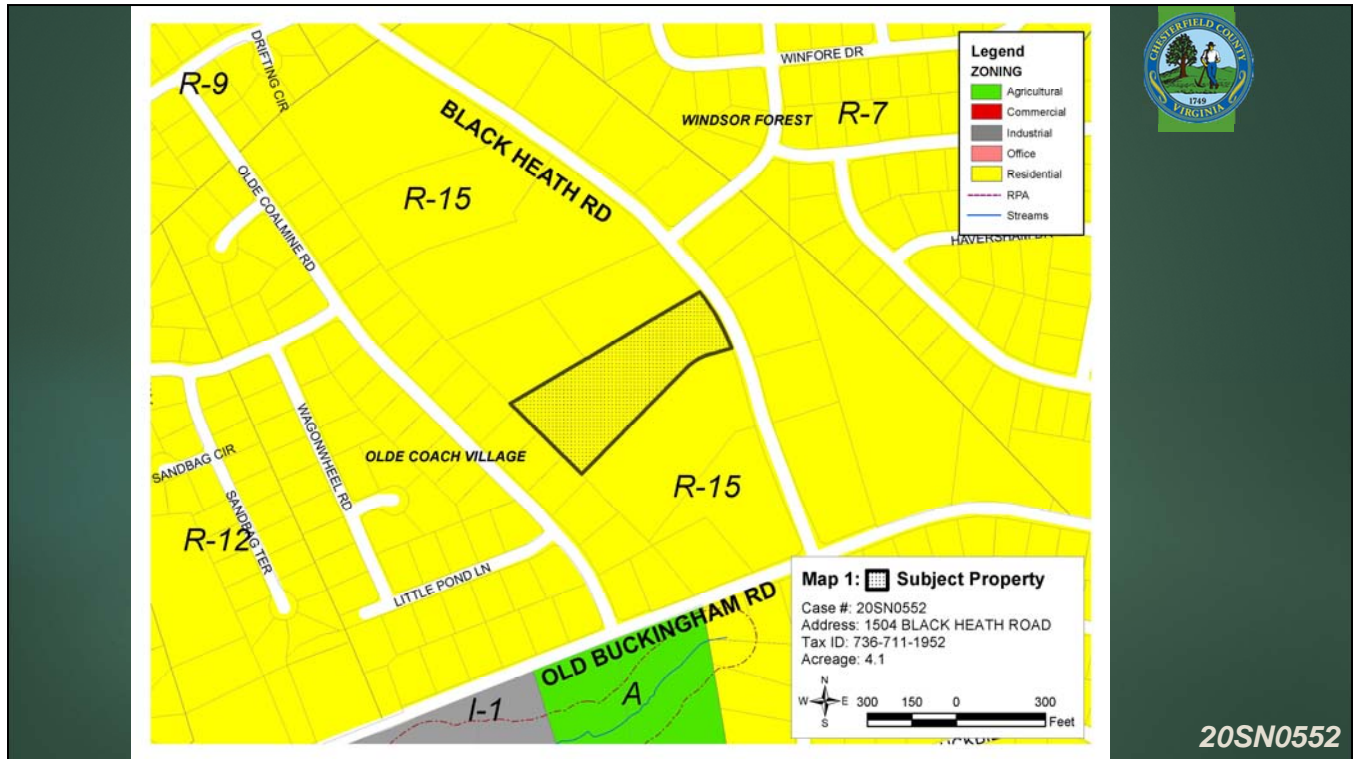 DRIFTING CIR
R-9
BLACK HEATH RD
WINFORE DR
WINDSOR FOREST
R-7
Legend
ZONING
Agricultural
Commercial
Industrial
Office
Residential
RPA
Streams
CHESTERFIELD COUNTY
1749
VIRGINIA
OLDE COALMINE RD
R-15
HAVERSHAM DR
SANDBAG CIR
WAGONWHEEL RD
OLDE COACH VILLAGE
R-15
SANDBAG TER
R-12
LITTLE POND LN
OLD BUCKINGHAM RD
I-1
A
Map 1: Subject Property
Case #: 20SN0552
Address: 1504 BLACK HEATH ROAD
Tax ID: 736-711-1952
Acreage: 4.1
N
W E
S
300 150 0 300
Feet
20SN0552